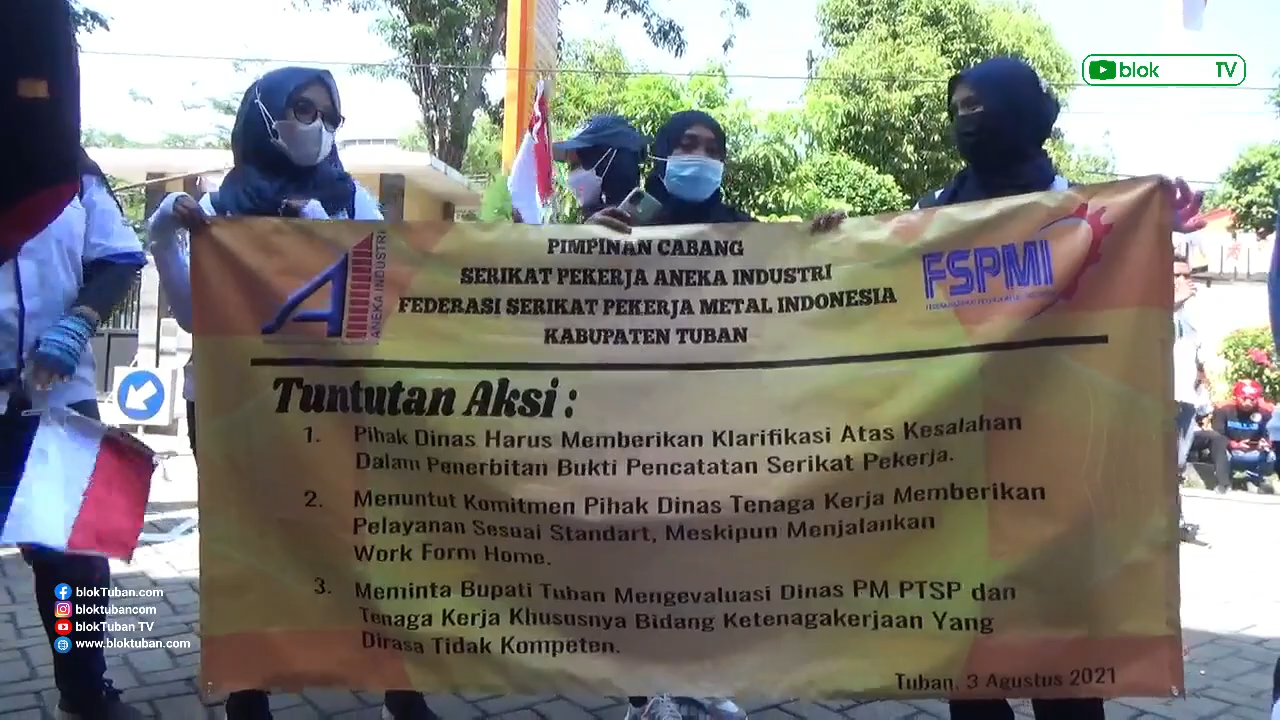 blok TV
PIMPINAN CABANG
SERIKAT PEKERJA ANEKA INDUSTRI
FEDERASI SERIKAT PEKERJA METAL INDONESIA
KABUPATEN TUBAN
A ANEKA INDUSTRI
FSPMI
Tuntutan Aksi :
1. Pihak Dinas Harus Memberikan Klarifikasi Atas Kesalahan
Dalam Penerbitan Bukti Pencatatan Serikat Pekerja.
2. Menuntut Komitmen Pihak Dinas Tenaga Kerja Memberikan
Pelayanan Sesuai Standart, Meskipun Menjalankan
Work Form Home.
3. Meminta Bupati Tuban Mengevaluasi Dinas PM PTSP dan
Tenaga Kerja Khususnya Bidang Ketenagakerjaan Yang
Dirasa Tidak Kompeten.
Tuban, 3 Agustus 2021
blokTuban.com
bloktubancom
blokTuban TV
www.bloktuban.com